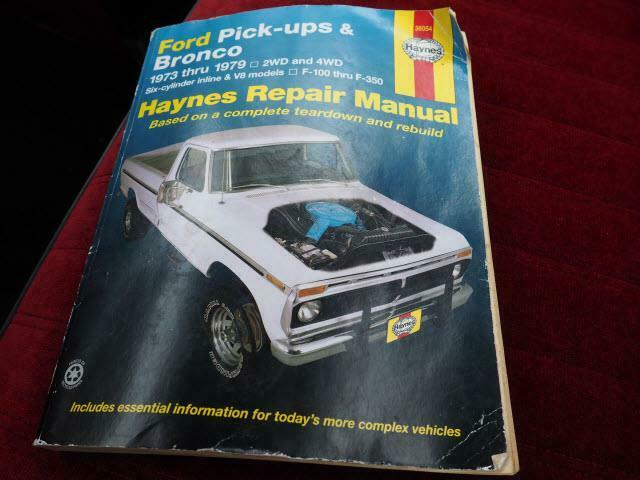 36054
Haynes
Ford Pick-ups &
Bronco
1973 thru 1979 □ 2WD and 4WD
Six-cylinder inline & V8 models □ F-100 thru F-350
Haynes Repair Manual
Based on a complete teardown and rebuild
Haynes
Includes essential information for today's more complex vehicles